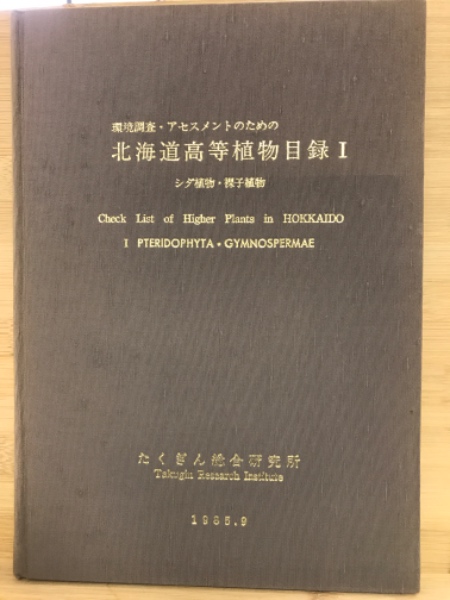 環境調査・アセスメントのための
北海道高等植物目録 I
シダ植物・裸子植物
Check List of Higher Plants in HOKKAIDO
I PTERIDOPHYTA・GYMNOSPERMAE
たくぎん総合研究所
Takugin Research Institute
1985.9